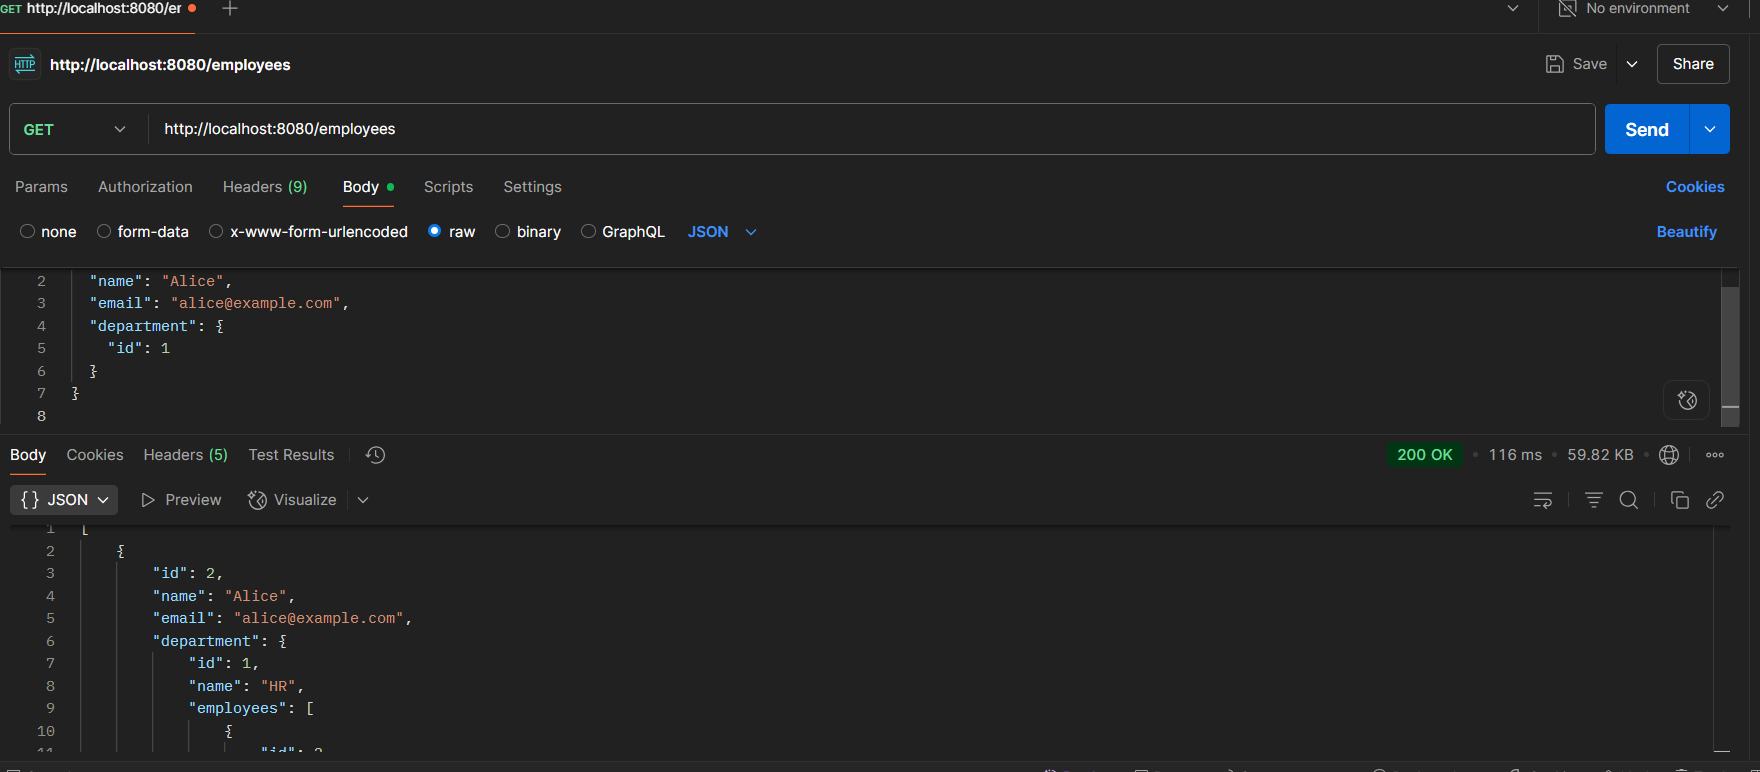 GET http://localhost:8080/er
No environment
HTTP http://localhost:8080/employees
Save
Share
GET http://localhost:8080/employees
Send
Params Authorization Headers (9) Body Scripts Settings
Cookies
none form-data x-www-form-urlencoded raw binary GraphQL JSON
Beautify
2 "name": "Alice",
3 "email": "alice@example.com",
4 "department": {
5 "id": 1
6 }
7 }
8
Body Cookies Headers (5) Test Results
200 OK • 116 ms • 59.82 KB
{} JSON Preview Visualize
1 [
2 {
3 "id": 2,
4 "name": "Alice",
5 "email": "alice@example.com",
6 "department": {
7 "id": 1,
8 "name": "HR",
9 "employees": [
10 {
11 "id":